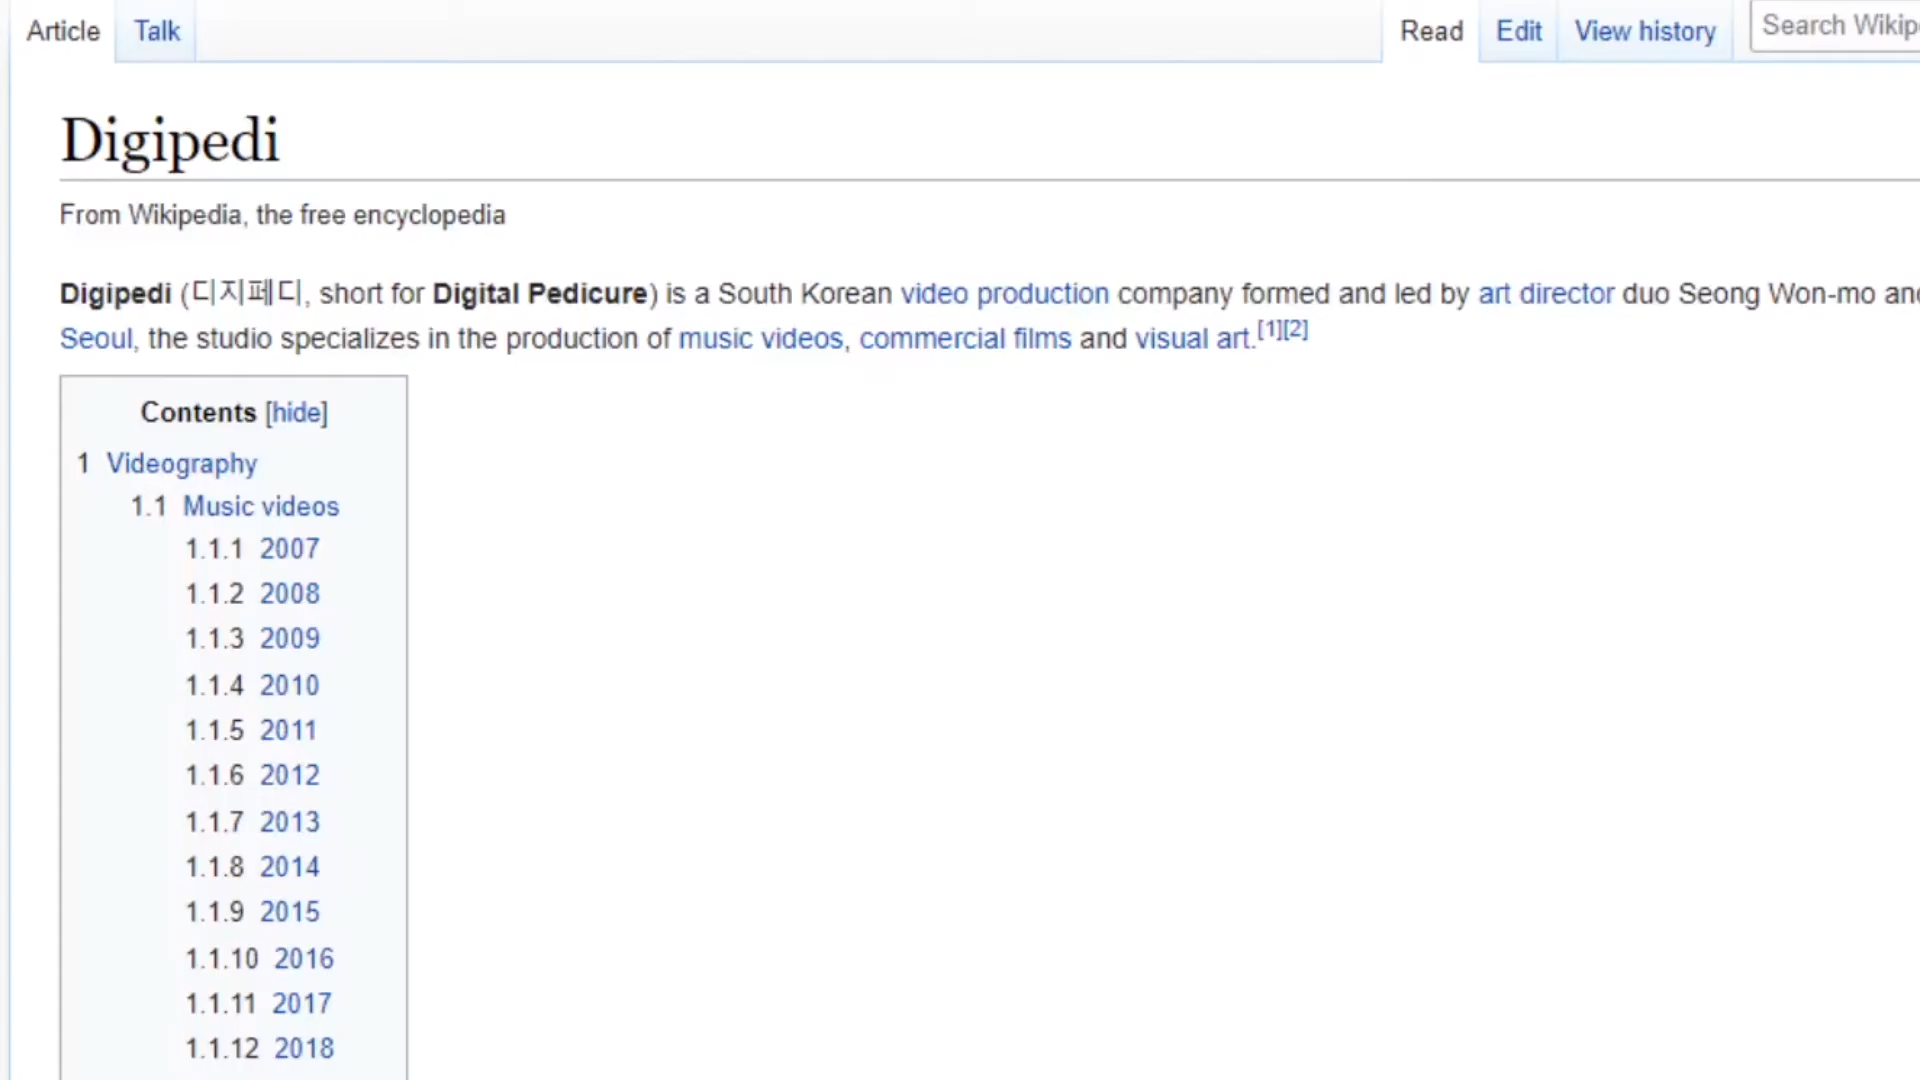 Article Talk Read Edit View history Search Wikip
Digipedi
From Wikipedia, the free encyclopedia
Digipedi (디지페디, short for Digital Pedicure) is a South Korean video production company formed and led by art director duo Seong Won-mo and
Seoul, the studio specializes in the production of music videos, commercial films and visual art.[1][2]
Contents [hide]
1 Videography
1.1 Music videos
1.1.1 2007
1.1.2 2008
1.1.3 2009
1.1.4 2010
1.1.5 2011
1.1.6 2012
1.1.7 2013
1.1.8 2014
1.1.9 2015
1.1.10 2016
1.1.11 2017
1.1.12 2018